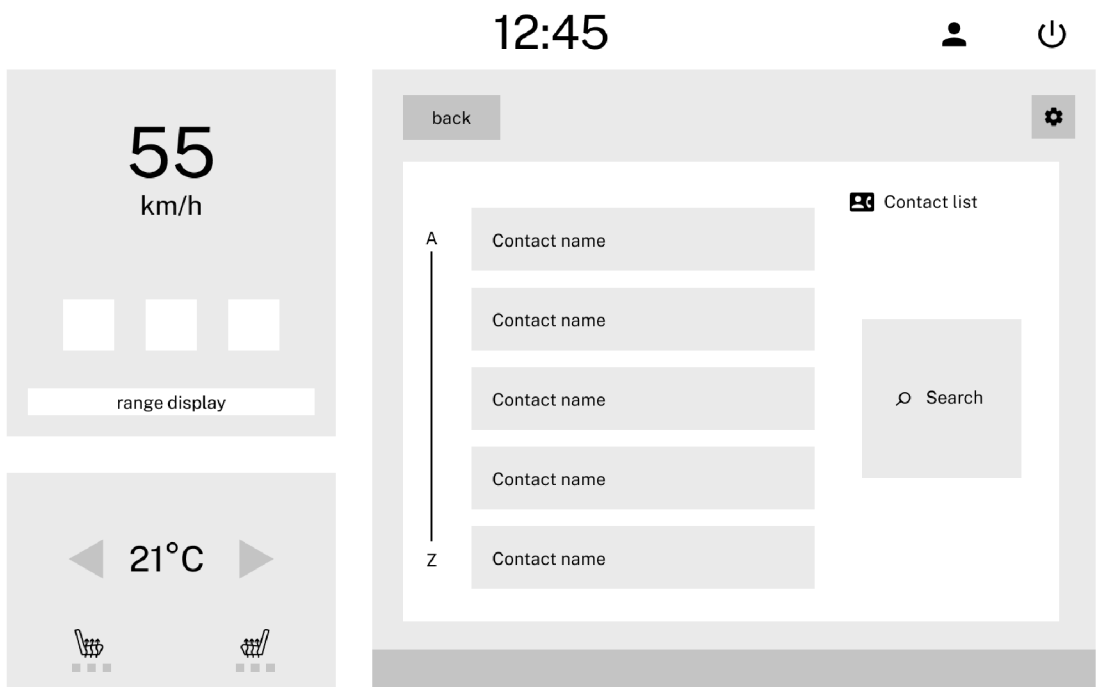 12:45
55
km/h
range display
21°C
back
Contact list
A
Contact name
Contact name
Contact name
Contact name
Contact name
Z
Search